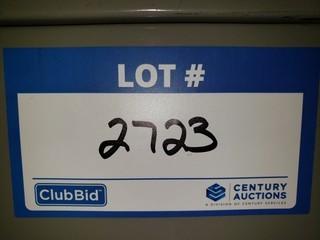 LOT #
2723
ClubBid
CENTURY
AUCTIONS
A DIVISION OF CENTURY SERVICES